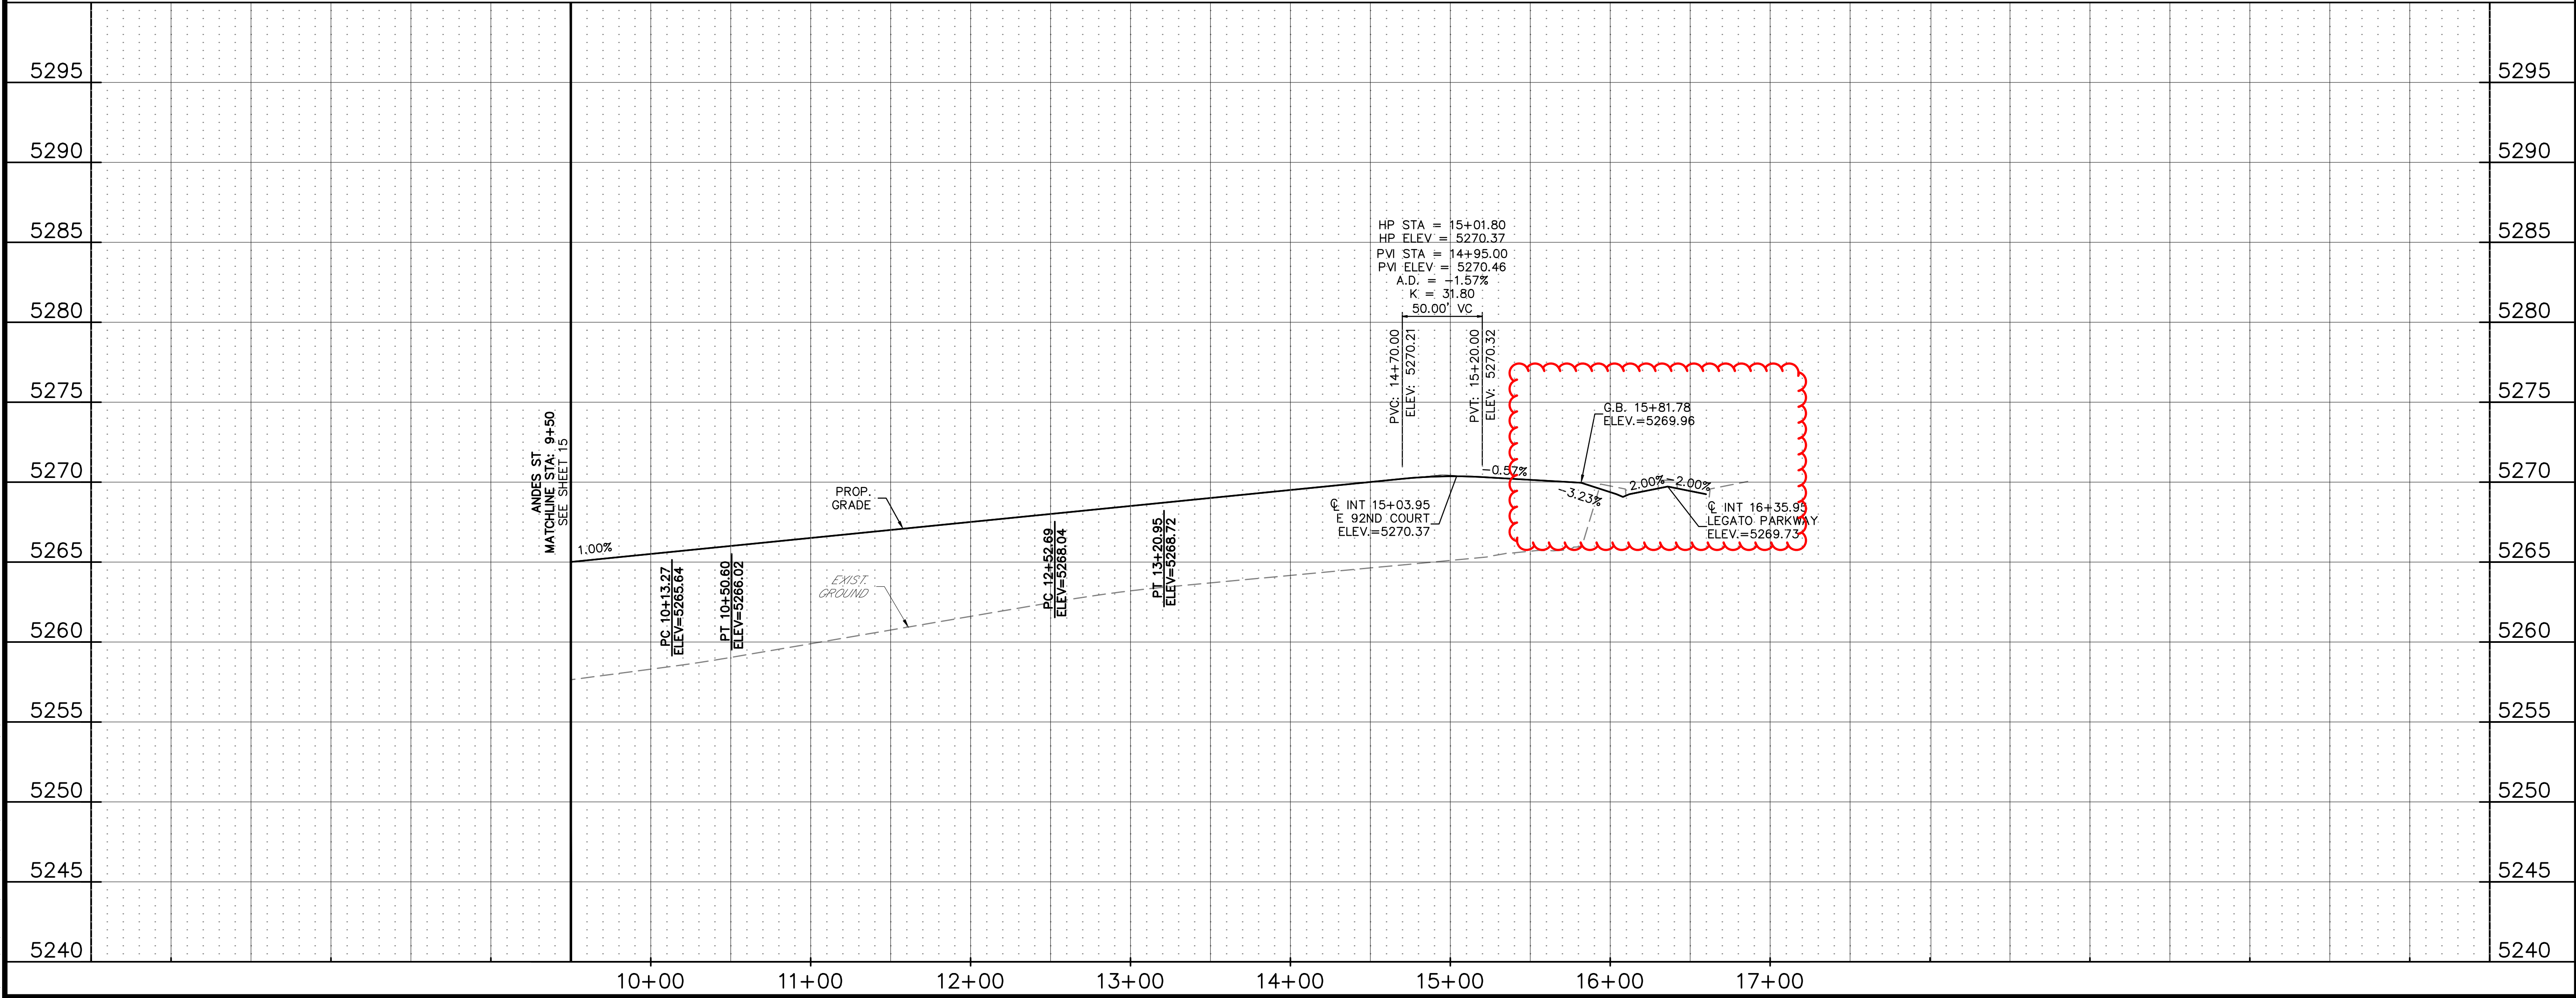 5295
5290
5285
5280
5275
5270
5265
5260
5255
5250
5245
5240
ANDES ST
MATCHLINE STA: 9+50
SEE SHEET 15
1.00%
PC 10+13.27
ELEV=5265.64
PT 10+50.60
ELEV=5266.02
PROP.
GRADE
EXIST.
GROUND
PC 12+52.69
ELEV=5268.04
PT 13+20.95
ELEV=5268.72
HP STA = 15+01.80
HP ELEV = 5270.37
PVI STA = 14+95.00
PVI ELEV = 5270.46
A.D. = -1.57%
K = 31.80
50.00' VC
PVC: 14+70.00
ELEV: 5270.21
PVT: 15+20.00
ELEV: 5270.32
℄ INT 15+03.95
E 92ND COURT
ELEV.=5270.37
-0.57%
G.B. 15+81.78
ELEV.=5269.96
-3.23%
2.00%
-2.00%
℄ INT 16+35.95
LEGATO PARKWAY
ELEV.=5269.73
5295
5290
5285
5280
5275
5270
5265
5260
5255
5250
5245
5240
10+00
11+00
12+00
13+00
14+00
15+00
16+00
17+00